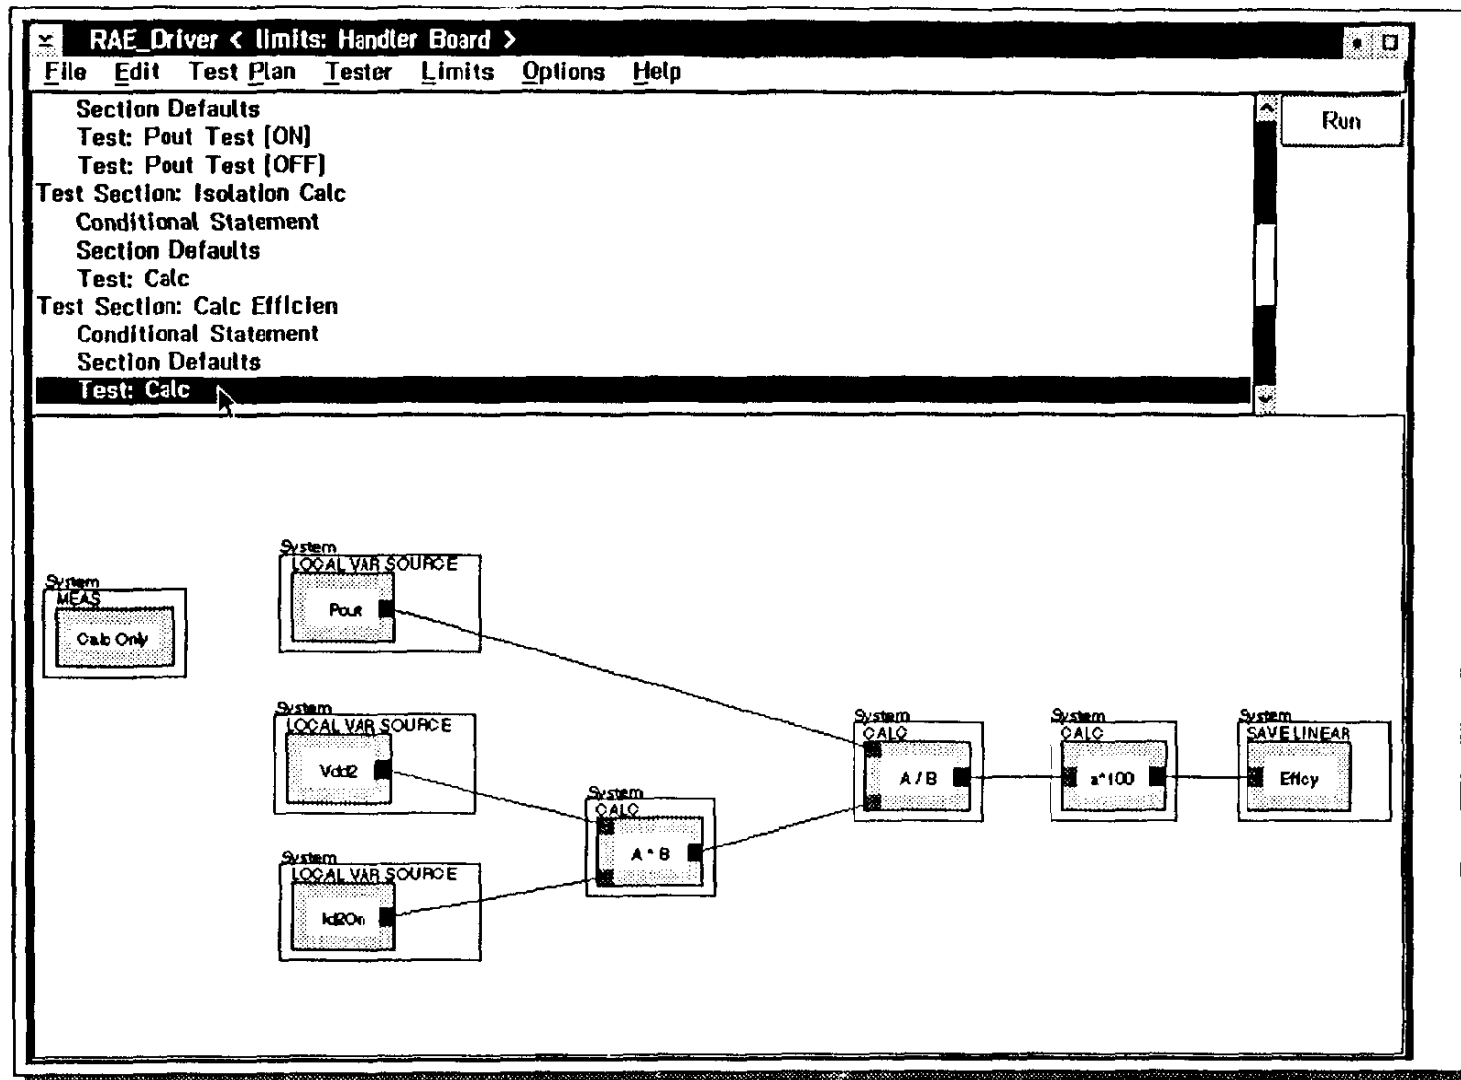 RAE_Driver < limits: Handler Board >
File Edit Test Plan Tester Limits Options Help
Section Defaults
Run
Test: Pout Test [ON]
Test: Pout Test [OFF]
Test Section: Isolation Calc
Conditional Statement
Section Defaults
Test: Calc
Test Section: Calc Efficien
Conditional Statement
Section Defaults
Test: Calc
System
MEAS
Calc Only
System
LOCAL VAR SOURCE
Pout
System
LOCAL VAR SOURCE
Vdd2
System
LOCAL VAR SOURCE
Id2On
System
CALC
A * B
System
CALC
A / B
System
CALC
a*100
System
SAVE LINEAR
Efficy